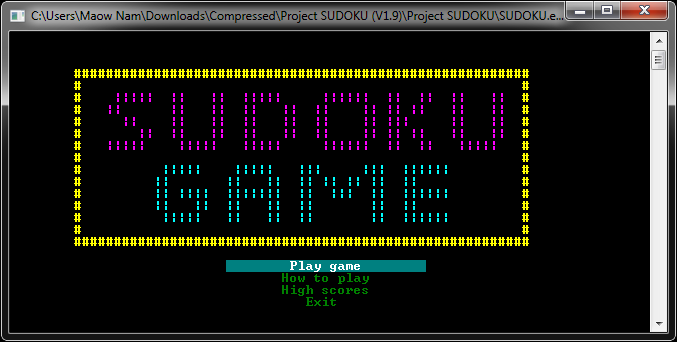 C:\Users\Maow Nam\Downloads\Compressed\Project SUDOKU (V1.9)\Project SUDOKU\SUDOKU.e...
SUDOKU
GAME
Play game
How to play
High scores
Exit